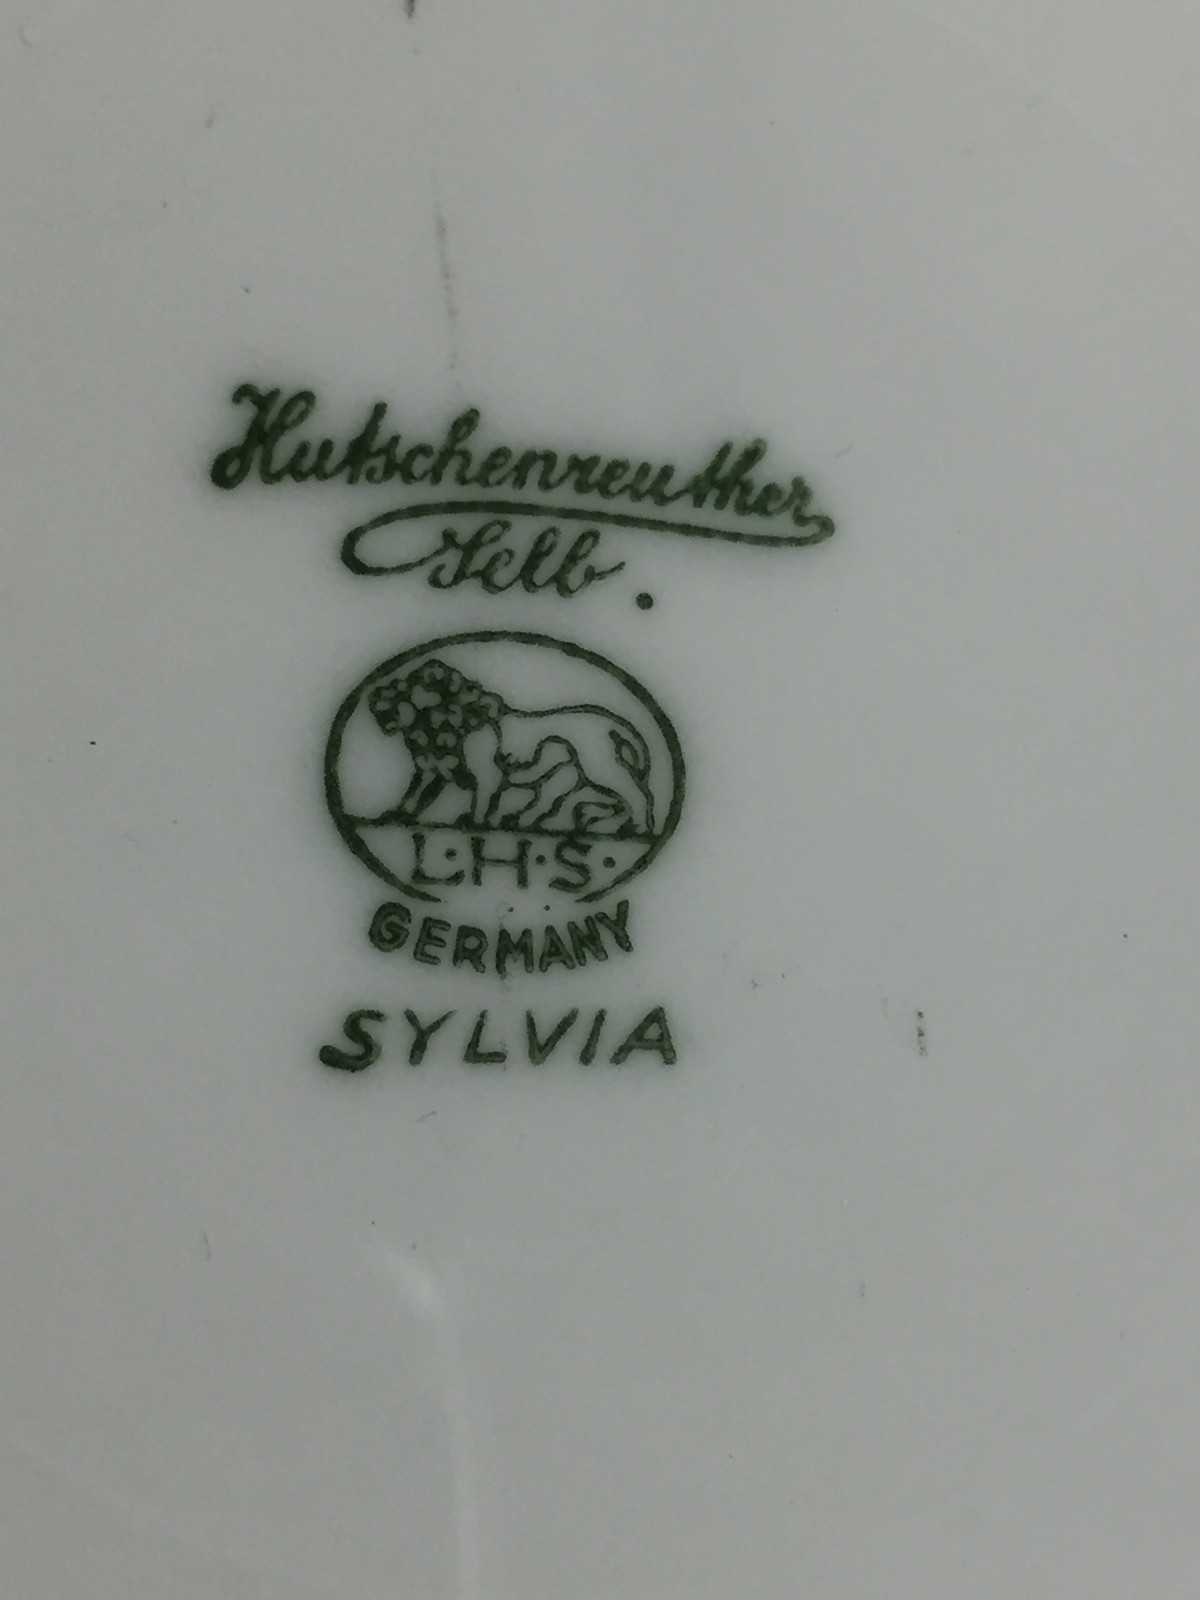 Hutschenreuther
Selb.
L·H·S·
GERMANY
SYLVIA